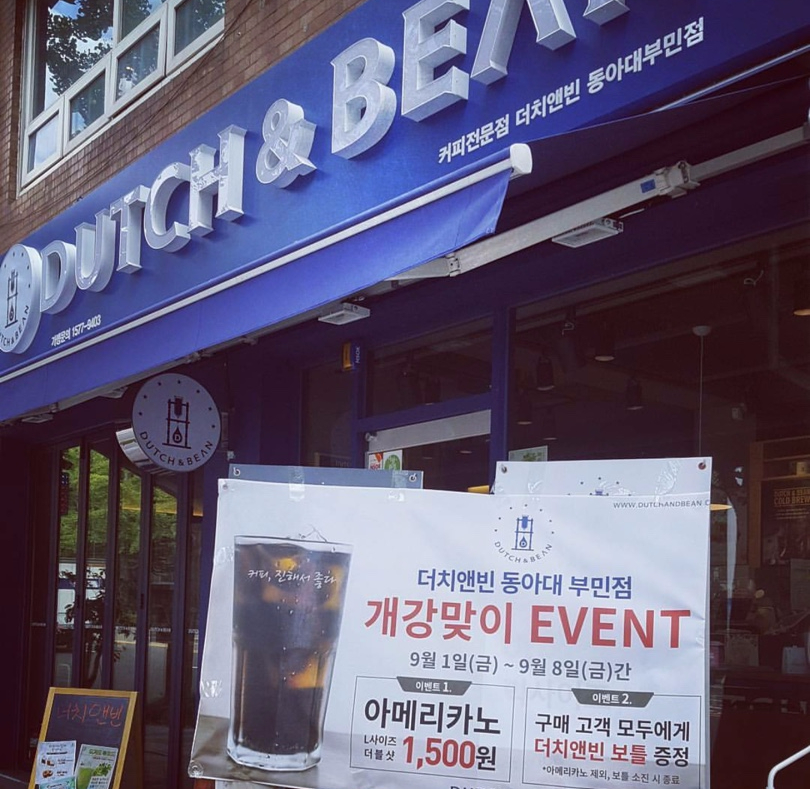 DUTCH & BEAN
커피전문점 더치앤빈 동아대부민점
DUTCH & BEAN
가맹문의 1577-9403
DUTCH & BEAN
WWW.DUTCHANDBEAN.C
DUTCH & BEAN
커피, 진해서 좋다
더치앤빈 동아대 부민점
개강맞이 EVENT
9월 1일(금) ~ 9월 8일(금)간
이벤트 1.
아메리카노
L사이즈
더블샷 1,500원
이벤트 2.
구매 고객 모두에게
더치앤빈 보틀 증정
*아메리카노 제외, 보틀 소진 시 종료
더치앤빈